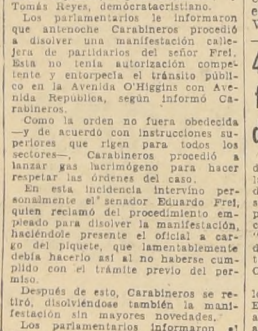 Tomás Reyes, demócratacristiano.
Los parlamentarios le informaron
que antenoche Carabineros procedió
a disolver una manifestación calle-
jera de partidarios del señor Frei.
Esta no tenía autorización compe-
tente y entorpecía el tránsito públi-
co en la Avenida O'Higgins con Ave-
nida República, según informó Ca-
rabineros.
Como la orden no fuera obedecida
—y de acuerdo con instrucciones su-
periores que rigen para todos los
sectores—, Carabineros procedió a
lanzar gas lacrimógeno para hacer
respetar las órdenes del caso.
En esta incidencia intervino per-
sonalmente el senador Eduardo Frei,
quien reclamó del procedimiento em-
pleado para disolver la manifestación,
haciéndole presente el oficial a car-
go del piquete, que lamentablemente
debía hacerlo así al no haberse cum-
plido con el trámite previo del per-
miso.
Después de esto, Carabineros se re-
tiró, disolviéndose también la mani-
festación sin mayores novedades.
Los parlamentarios informaron al